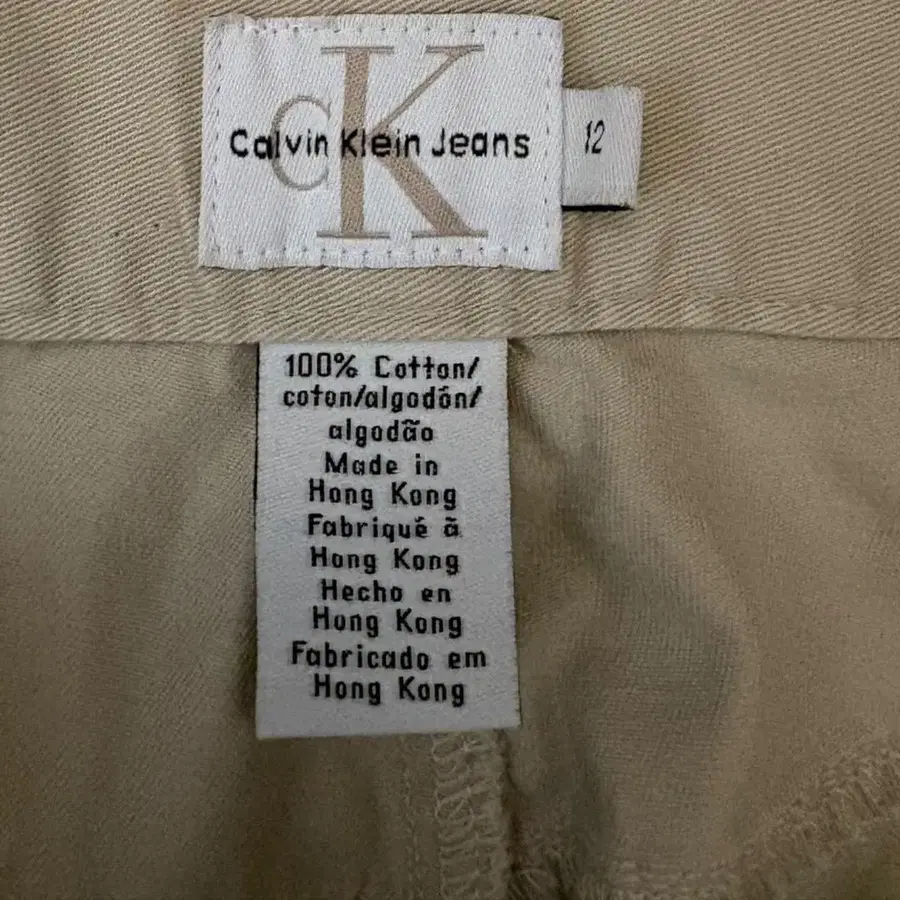 CK
Calvin Klein Jeans
12
100% Cotton/
coton/algodón/
algodão
Made in
Hong Kong
Fabriqué ã
Hong Kong
Hecho en
Hong Kong
Fabricado em
Hong Kong